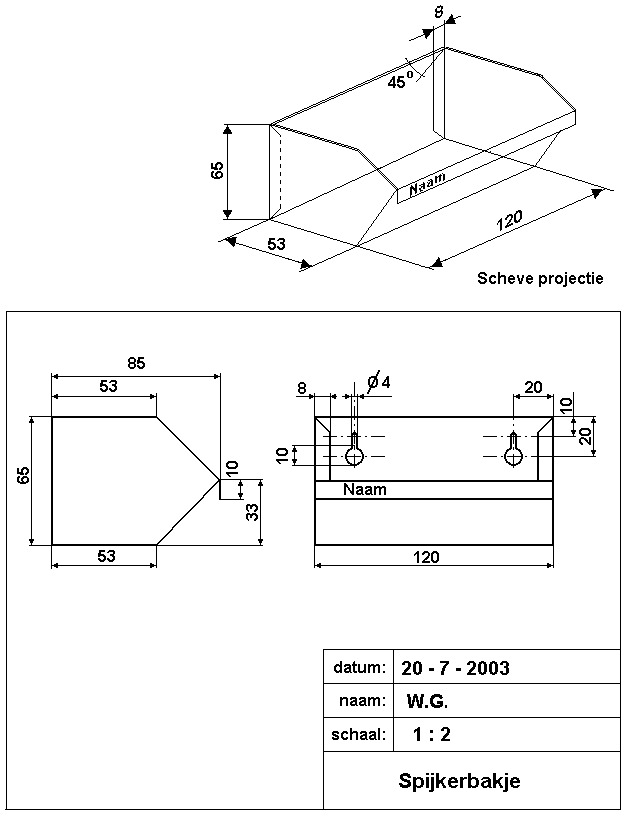 8
45°
65
Naam
120
53
Scheve projectie
85
53
8
Ø 4
20
10
20
65
10
33
10
Naam
53
120
datum: 20 - 7 - 2003
naam: W.G.
schaal: 1 : 2
Spijkerbakje